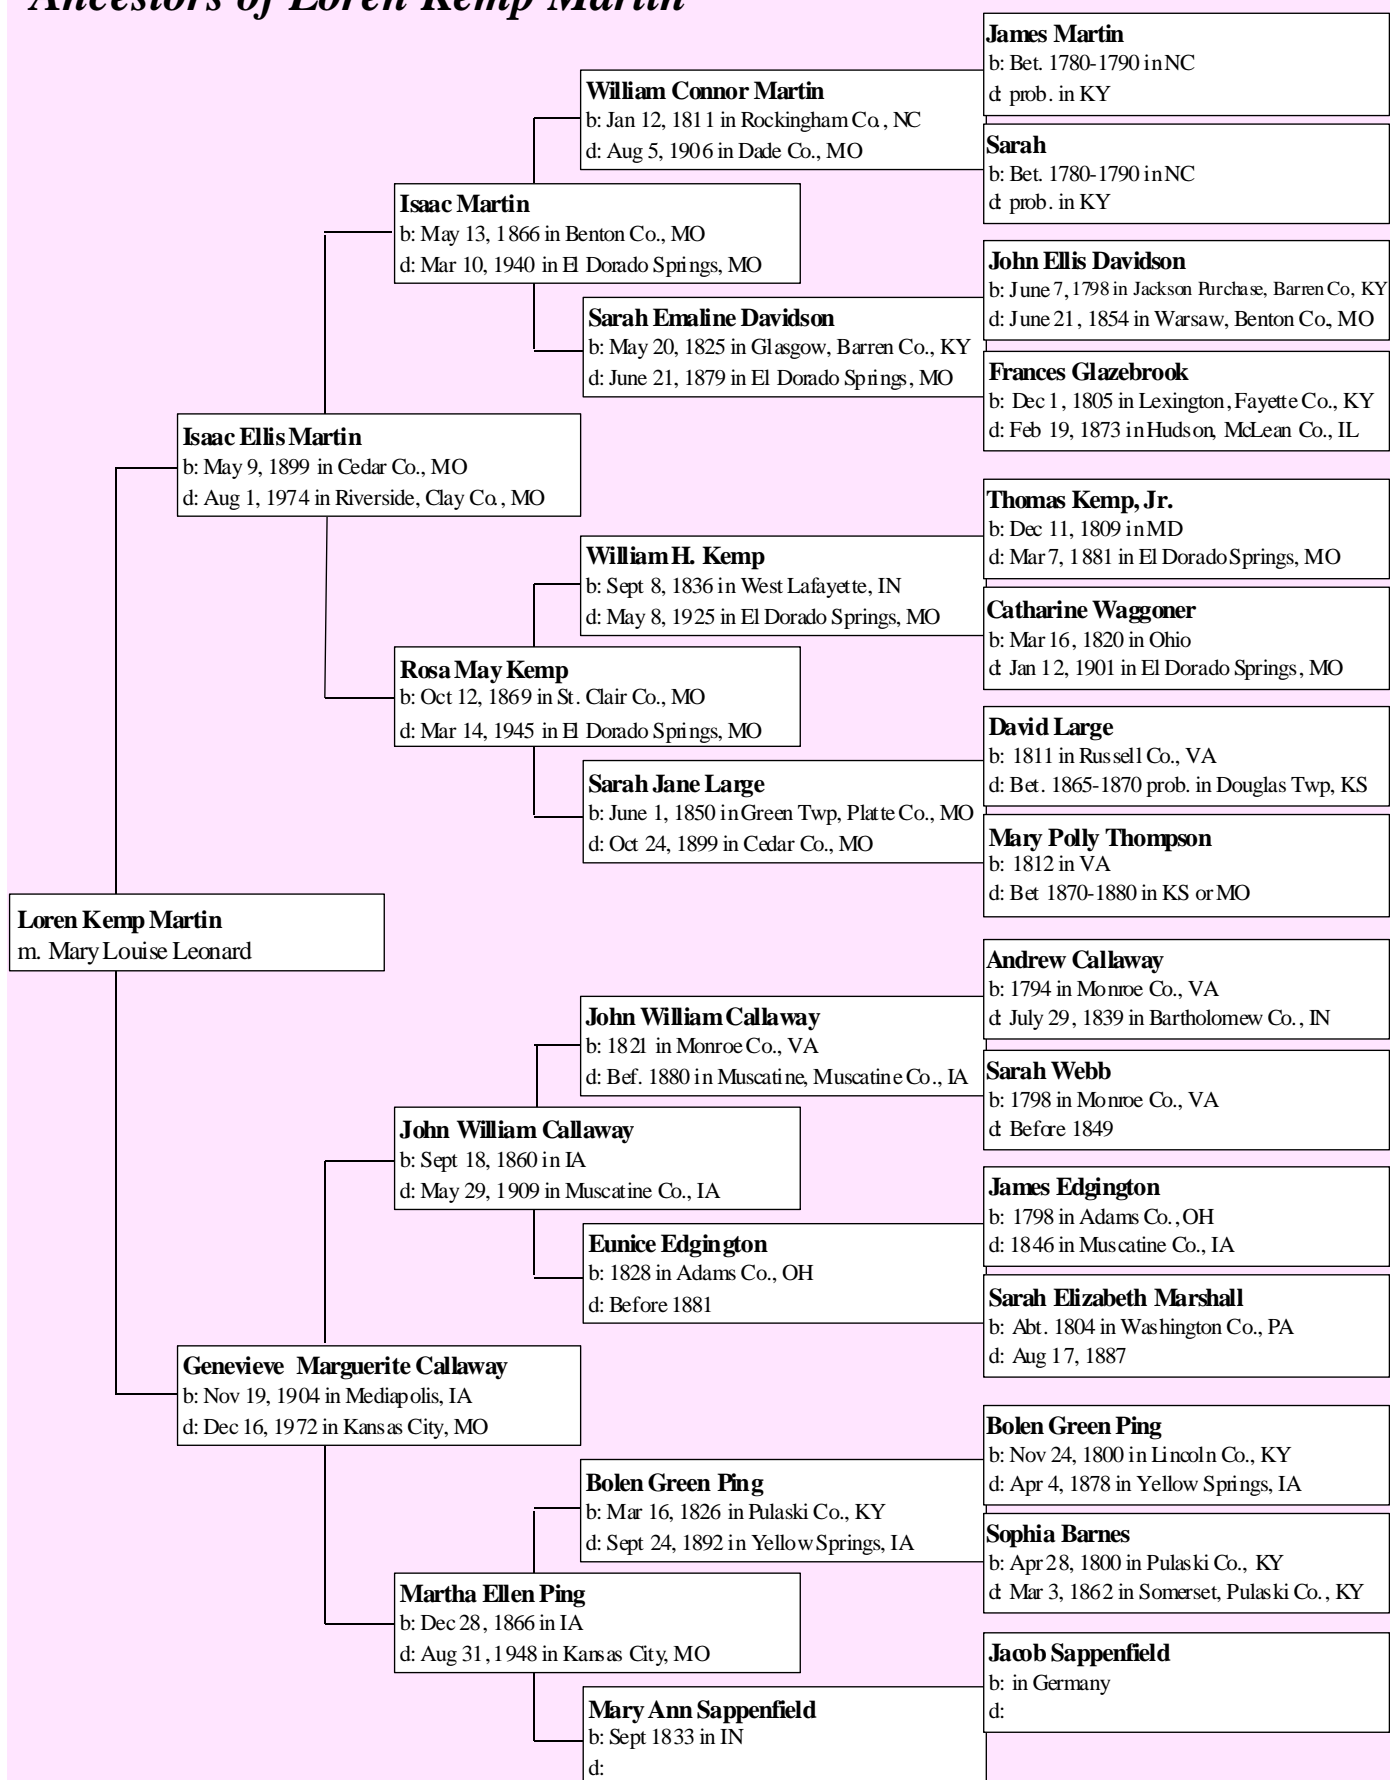 Ancestors of Loren Kemp Martin
James Martin
b: Bet. 1780-1790 in NC
d: prob. in KY
William Connor Martin
b: Jan 12, 1811 in Rockingham Co., NC
d: Aug 5, 1906 in Dade Co., MO
Sarah
b: Bet. 1780-1790 in NC
d: prob. in KY
Isaac Martin
b: May 13, 1866 in Benton Co., MO
d: Mar 10, 1940 in El Dorado Springs, MO
John Ellis Davidson
b: June 7, 1798 in Jackson Purchase, Barren Co, KY
d: June 21, 1854 in Warsaw, Benton Co., MO
Sarah Emaline Davidson
b: May 20, 1825 in Glasgow, Barren Co., KY
d: June 21, 1879 in El Dorado Springs, MO
Frances Glazebrook
b: Dec 1, 1805 in Lexington, Fayette Co., KY
d: Feb 19, 1873 in Hudson, McLean Co., IL
Isaac Ellis Martin
b: May 9, 1899 in Cedar Co., MO
d: Aug 1, 1974 in Riverside, Clay Co., MO
Thomas Kemp, Jr.
b: Dec 11, 1809 in MD
d: Mar 7, 1881 in El Dorado Springs, MO
William H. Kemp
b: Sept 8, 1836 in West Lafayette, IN
d: May 8, 1925 in El Dorado Springs, MO
Catharine Waggoner
b: Mar 16, 1820 in Ohio
d: Jan 12, 1901 in El Dorado Springs, MO
Rosa May Kemp
b: Oct 12, 1869 in St. Clair Co., MO
d: Mar 14, 1945 in El Dorado Springs, MO
David Large
b: 1811 in Russell Co., VA
d: Bet. 1865-1870 prob. in Douglas Twp, KS
Sarah Jane Large
b: June 1, 1850 in Green Twp, Platte Co., MO
d: Oct 24, 1899 in Cedar Co., MO
Mary Polly Thompson
b: 1812 in VA
d: Bet 1870-1880 in KS or MO
Loren Kemp Martin
m. Mary Louise Leonard
Andrew Callaway
b: 1794 in Monroe Co., VA
d: July 29, 1839 in Bartholomew Co., IN
John William Callaway
b: 1821 in Monroe Co., VA
d: Bef. 1880 in Muscatine, Muscatine Co., IA
Sarah Webb
b: 1798 in Monroe Co., VA
d: Before 1849
John William Callaway
b: Sept 18, 1860 in IA
d: May 29, 1909 in Muscatine Co., IA
James Edgington
b: 1798 in Adams Co., OH
d: 1846 in Muscatine Co., IA
Eunice Edgington
b: 1828 in Adams Co., OH
d: Before 1881
Sarah Elizabeth Marshall
b: Abt. 1804 in Washington Co., PA
d: Aug 17, 1887
Genevieve Marguerite Callaway
b: Nov 19, 1904 in Mediapolis, IA
d: Dec 16, 1972 in Kansas City, MO
Bolen Green Ping
b: Nov 24, 1800 in Lincoln Co., KY
d: Apr 4, 1878 in Yellow Springs, IA
Bolen Green Ping
b: Mar 16, 1826 in Pulaski Co., KY
d: Sept 24, 1892 in Yellow Springs, IA
Sophia Barnes
b: Apr 28, 1800 in Pulaski Co., KY
d: Mar 3, 1862 in Somerset, Pulaski Co., KY
Martha Ellen Ping
b: Dec 28, 1866 in IA
d: Aug 31, 1948 in Kansas City, MO
Jacob Sappenfield
b: in Germany
d:
Mary Ann Sappenfield
b: Sept 1833 in IN
d: